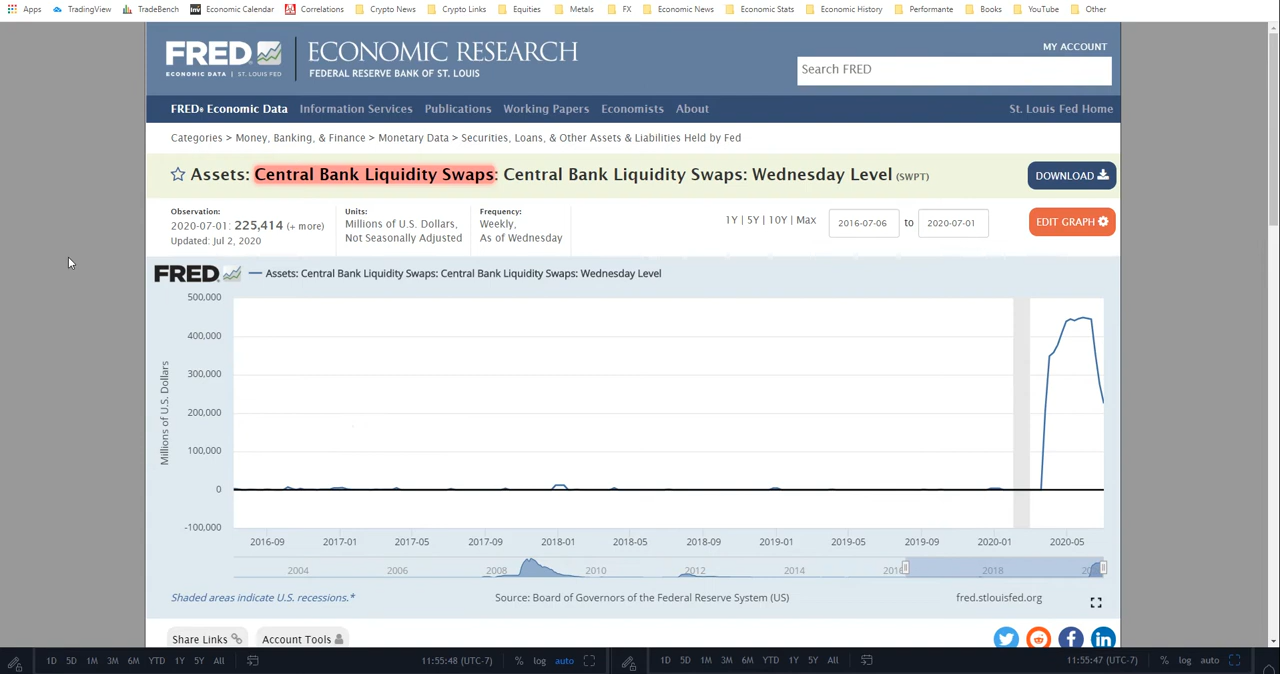 Apps TradingView TradeBench Economic Calendar Correlations Crypto News Crypto Links Equities FX Metals Economic News Economic Stats Economic History Performante Books YouTube Other
FRED
ECONOMIC DATA | ST. LOUIS FED
ECONOMIC RESEARCH
FEDERAL RESERVE BANK OF ST. LOUIS
MY ACCOUNT
Search FRED
FRED® Economic Data Information Services Publications Working Papers Economists About St. Louis Fed Home
Categories > Money, Banking, & Finance > Monetary Data > Securities, Loans, & Other Assets & Liabilities Held by Fed
Assets: Central Bank Liquidity Swaps: Central Bank Liquidity Swaps: Wednesday Level (SWPT)
DOWNLOAD
Observation:
2020-07-01: 225,414 (+ more)
Updated: Jul 2, 2020
Units:
Millions of U.S. Dollars,
Not Seasonally Adjusted
Frequency:
Weekly,
As of Wednesday
1Y | 5Y | 10Y | Max 2016-07-06 to 2020-07-01
EDIT GRAPH
FRED Assets: Central Bank Liquidity Swaps: Central Bank Liquidity Swaps: Wednesday Level
Millions of U.S. Dollars
500,000
400,000
300,000
200,000
100,000
0
-100,000
2016-09 2017-01 2017-05 2017-09 2018-01 2018-05 2018-09 2019-01 2019-05 2019-09 2020-01 2020-05
2004 2006 2008 2010 2012 2014 2016 2018
Shaded areas indicate U.S. recessions.* Source: Board of Governors of the Federal Reserve System (US) fred.stlouisfed.org
Share Links Account Tools
1D 5D 1M 3M 6M YTD 1Y 5Y All 11:55:48 (UTC-7) % log auto 1D 5D 1M 3M 6M YTD 1Y 5Y All 11:55:47 (UTC-7) % log auto